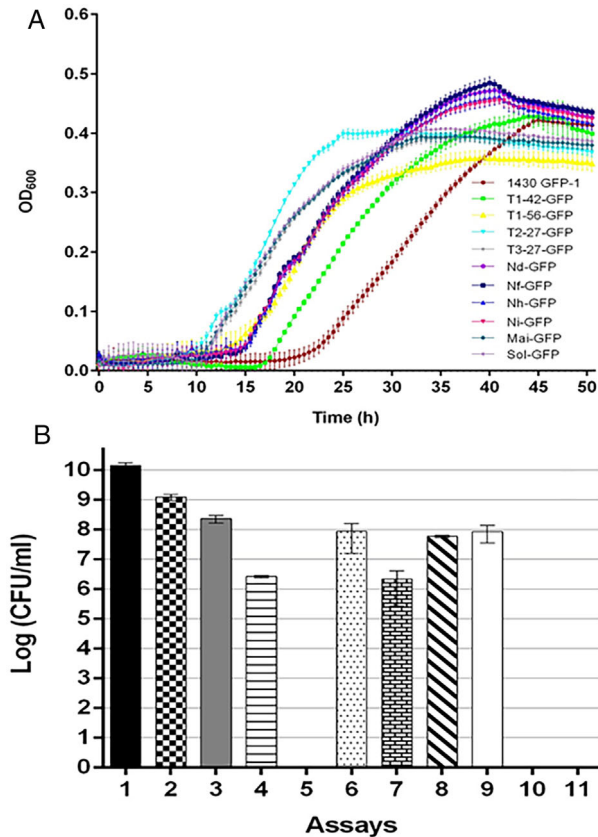 A
0.6
0.5
0.4
0.3
0.2
0.1
0.0
OD600
0 5 10 15 20 25 30 35 40 45 50
Time (h)
1430 GFP-1
T1-42-GFP
T1-56-GFP
T2-27-GFP
T3-27-GFP
Nd-GFP
Nf-GFP
Nh-GFP
Ni-GFP
Mai-GFP
Sol-GFP
B
10
9
8
7
6
5
4
3
2
1
0
Log (CFU/ml)
1 2 3 4 5 6 7 8 9 10 11
Assays